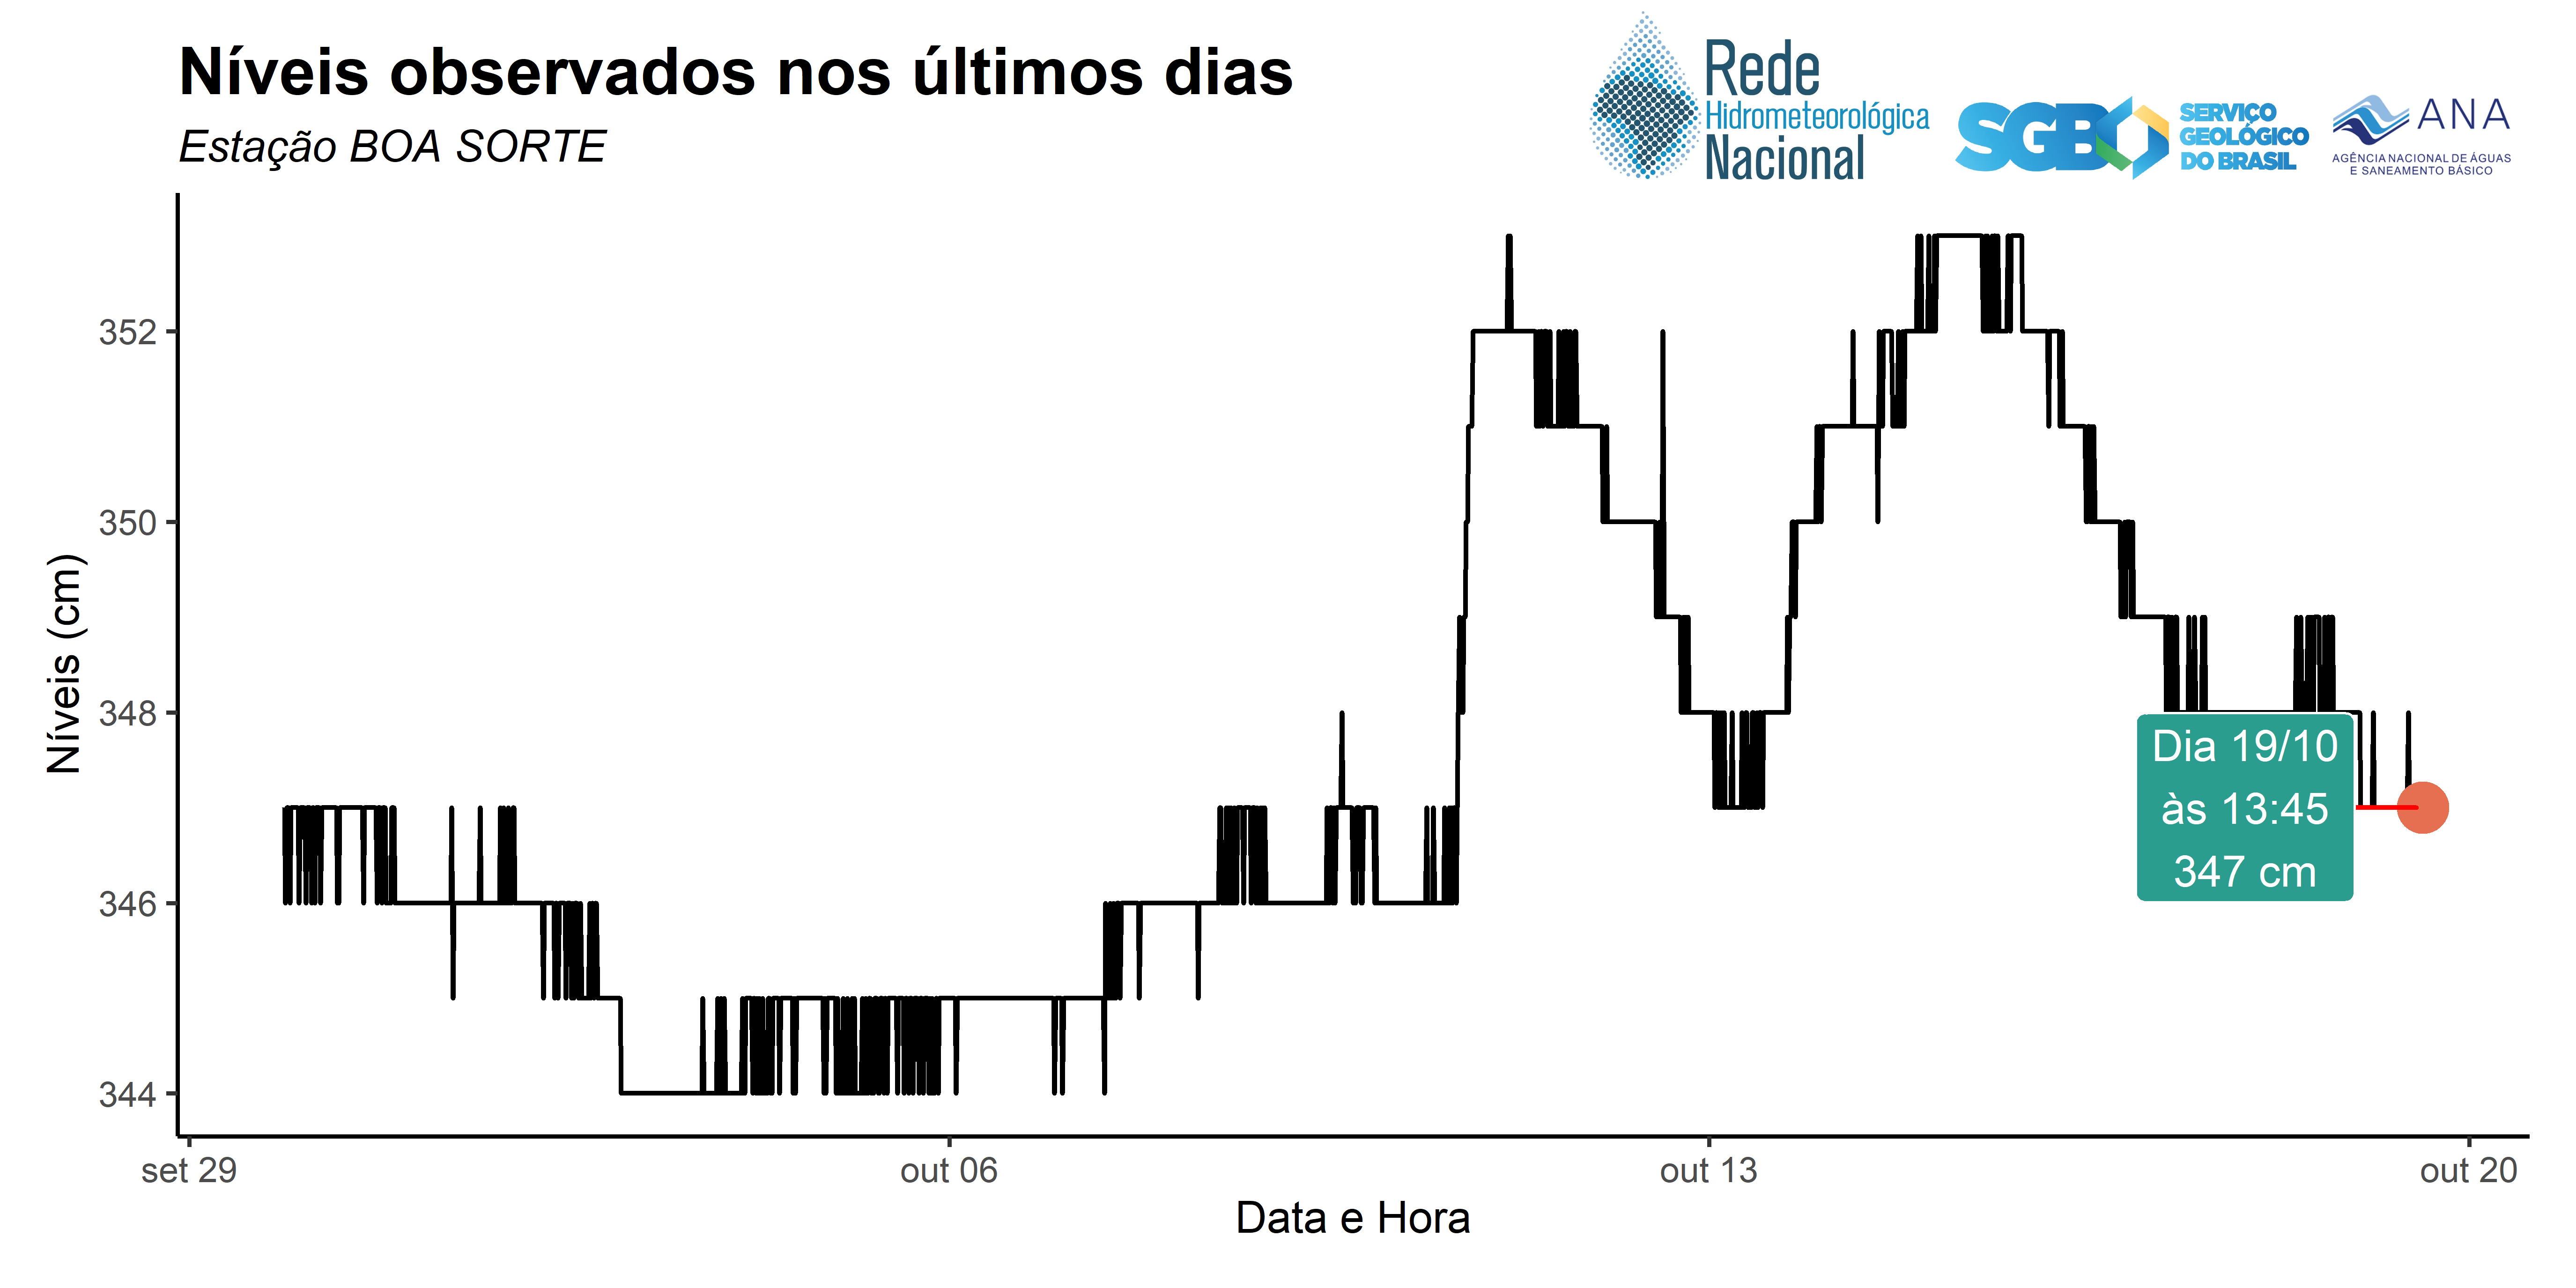 Níveis observados nos últimos dias
Estação BOA SORTE
Rede
Hidrometeorológica
Nacional
SGB
SERVIÇO
GEOLÓGICO
DO BRASIL
ANA
AGÊNCIA NACIONAL DE ÁGUAS
E SANEAMENTO BÁSICO
Níveis (cm)
352
350
348
346
344
Dia 19/10
às 13:45
347 cm
set 29
out 06
out 13
out 20
Data e Hora